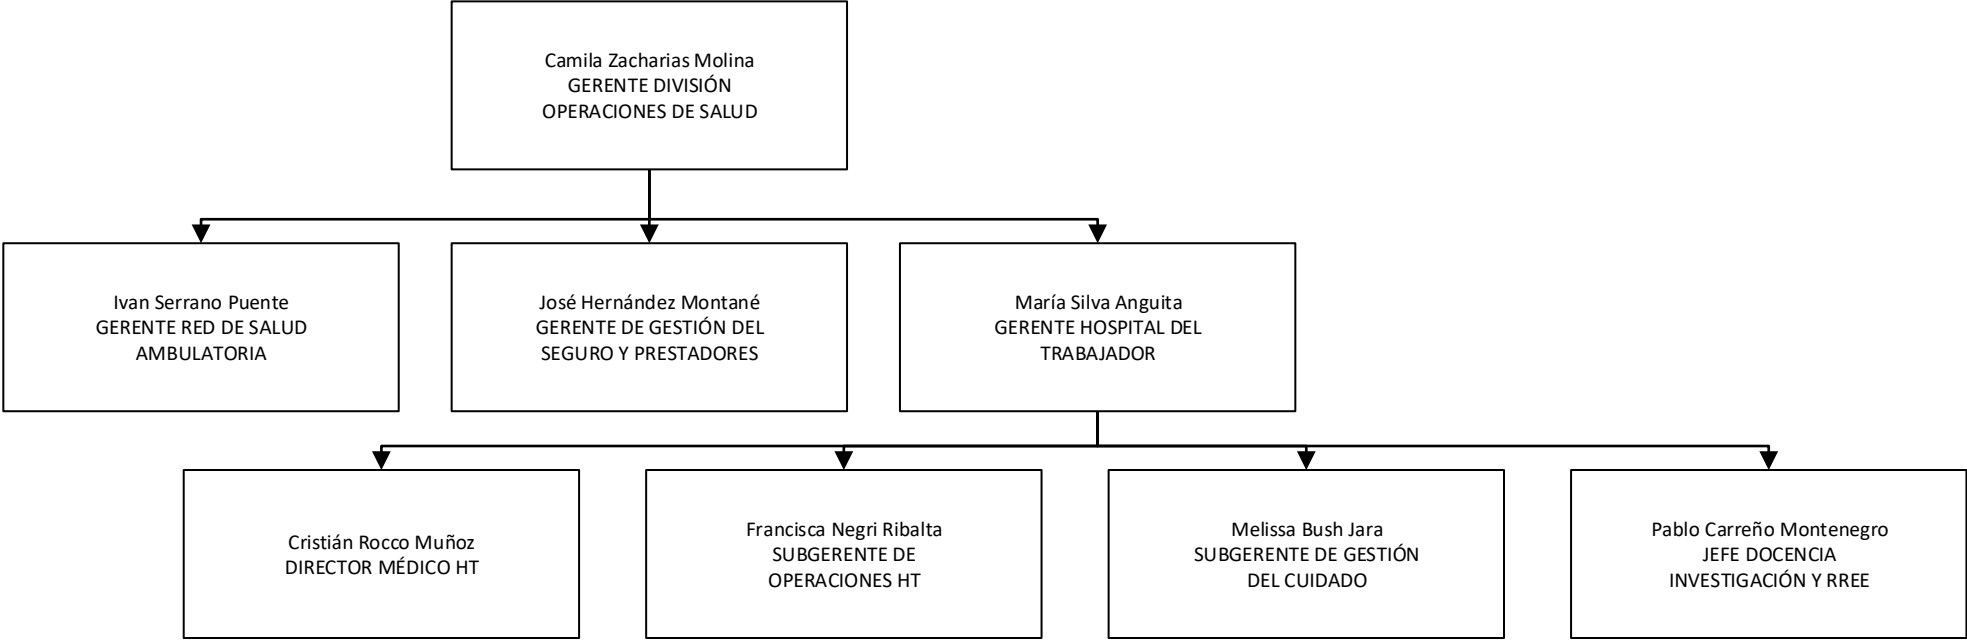 Camila Zacharias Molina
GERENTE DIVISIÓN
OPERACIONES DE SALUD
Ivan Serrano Puente
GERENTE RED DE SALUD
AMBULATORIA
José Hernández Montané
GERENTE DE GESTIÓN DEL
SEGURO Y PRESTADORES
María Silva Anguita
GERENTE HOSPITAL DEL
TRABAJADOR
Cristián Rocco Muñoz
DIRECTOR MÉDICO HT
Francisca Negri Ribalta
SUBGERENTE DE
OPERACIONES HT
Melissa Bush Jara
SUBGERENTE DE GESTIÓN
DEL CUIDADO
Pablo Carreño Montenegro
JEFE DOCENCIA
INVESTIGACIÓN Y RREE